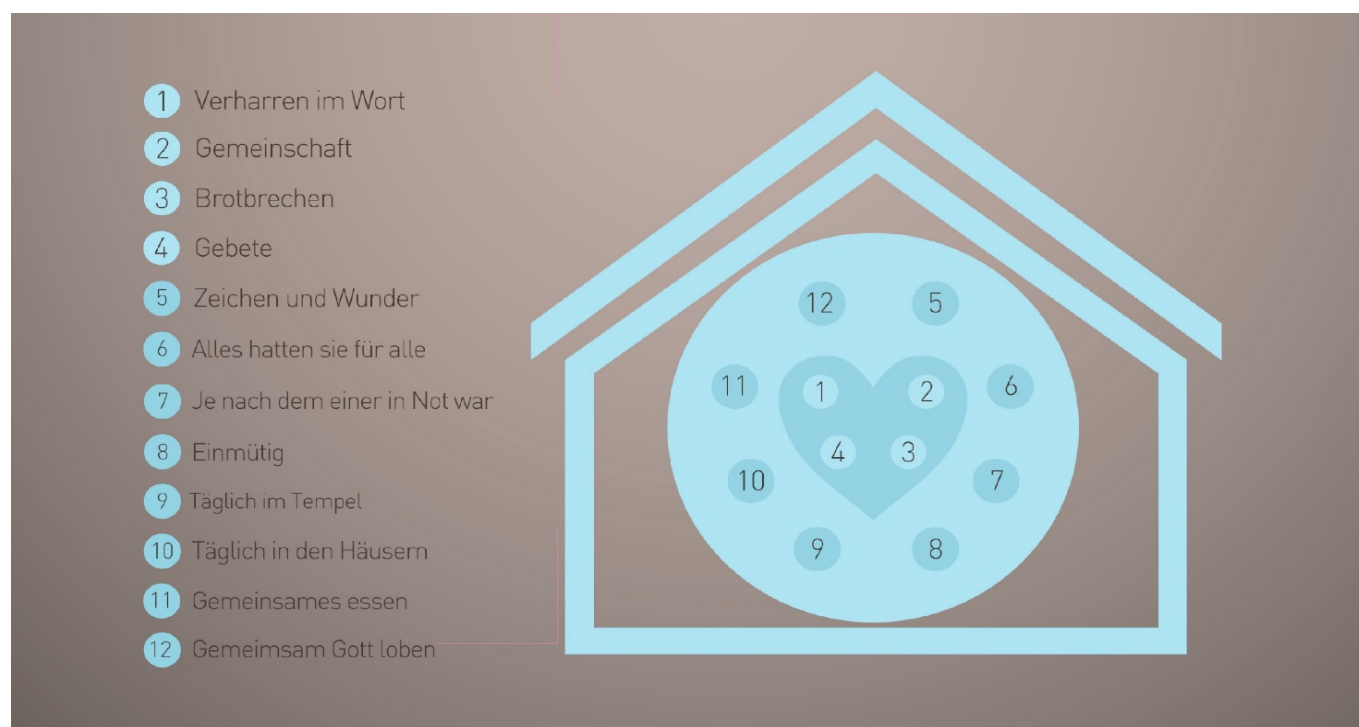 1 Verharren im Wort
2 Gemeinschaft
3 Brotbrechen
4 Gebete
5 Zeichen und Wunder
6 Alles hatten sie für alle
7 Je nach dem einer in Not war
8 Einmütig
9 Täglich im Tempel
10 Täglich in den Häusern
11 Gemeinsames essen
12 Gemeimsam Gott loben
12 5
11 1 2 6
4 3
10 7
9 8